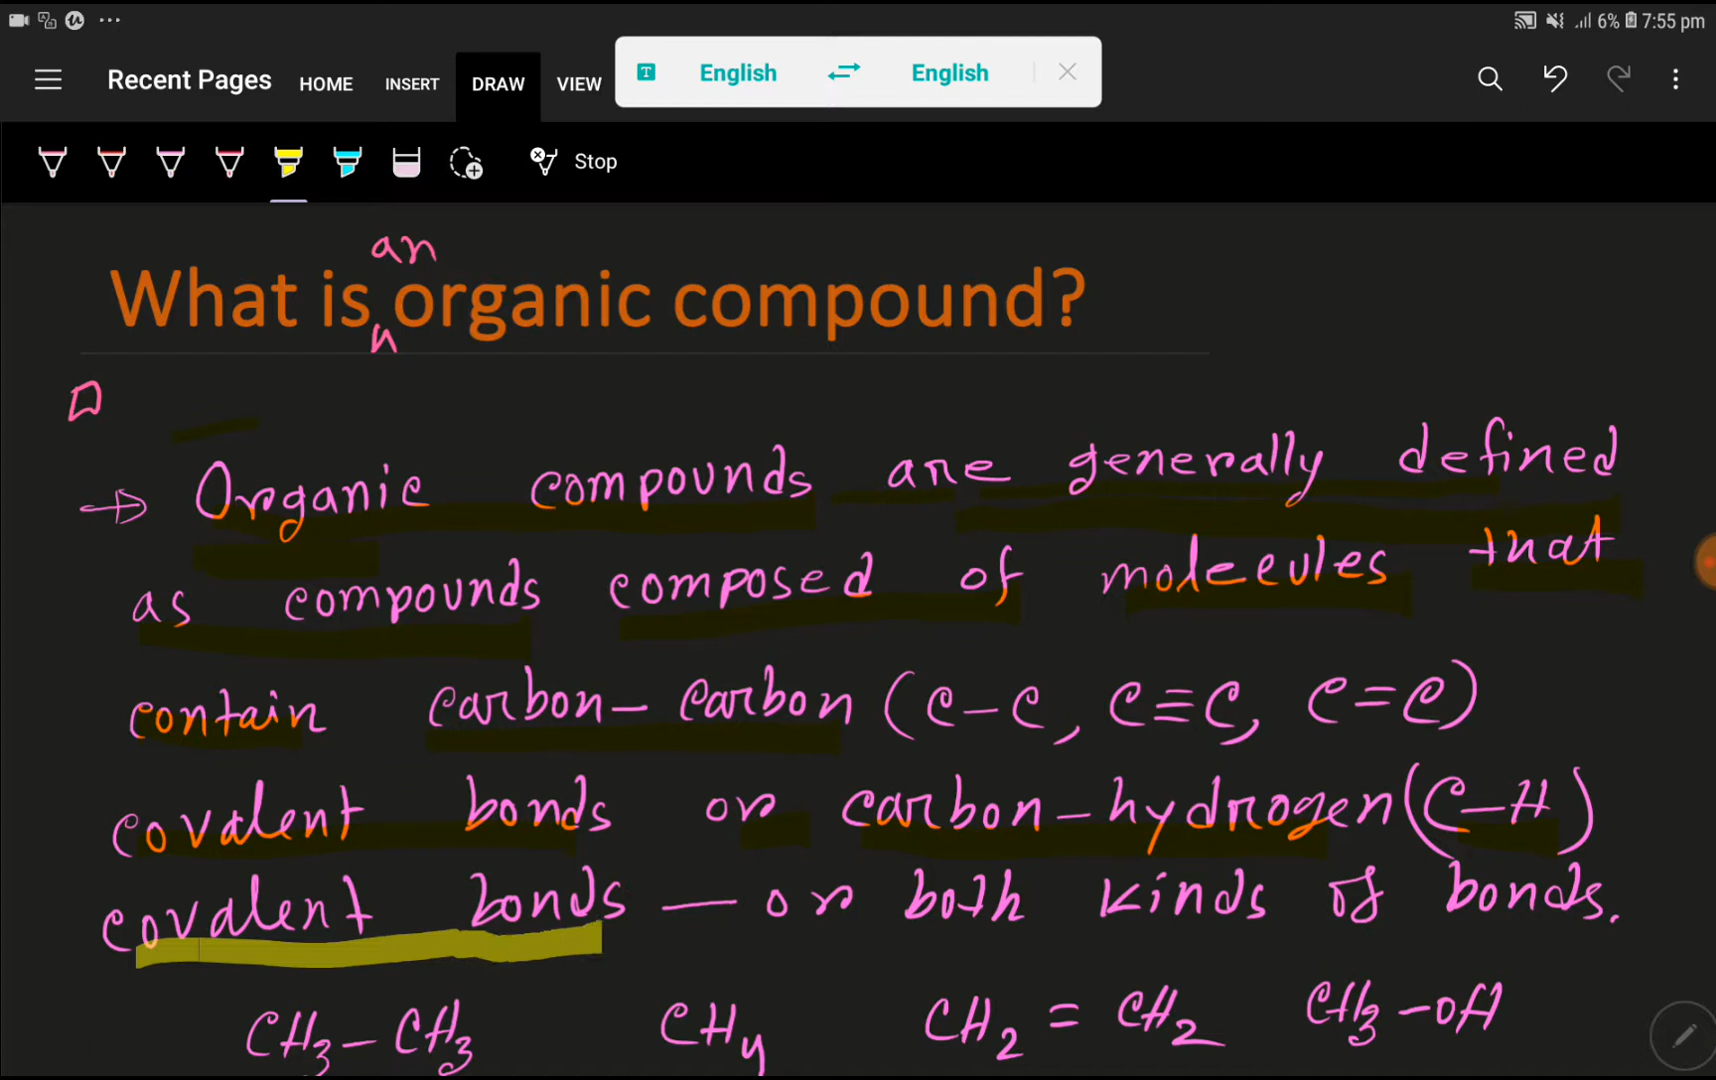 6% 7:55 pm
Recent Pages HOME INSERT DRAW VIEW English English
Stop
an
What is organic compound?
→ Organic compounds are generally defined
as compounds composed of molecules that
contain carbon-carbon (C-C, C≡C, C=C)
covalent bonds or carbon-hydrogen (C-H)
covalent bonds — or both kinds of bonds.
CH3-CH3 CH4 CH2=CH2 CH3-OH